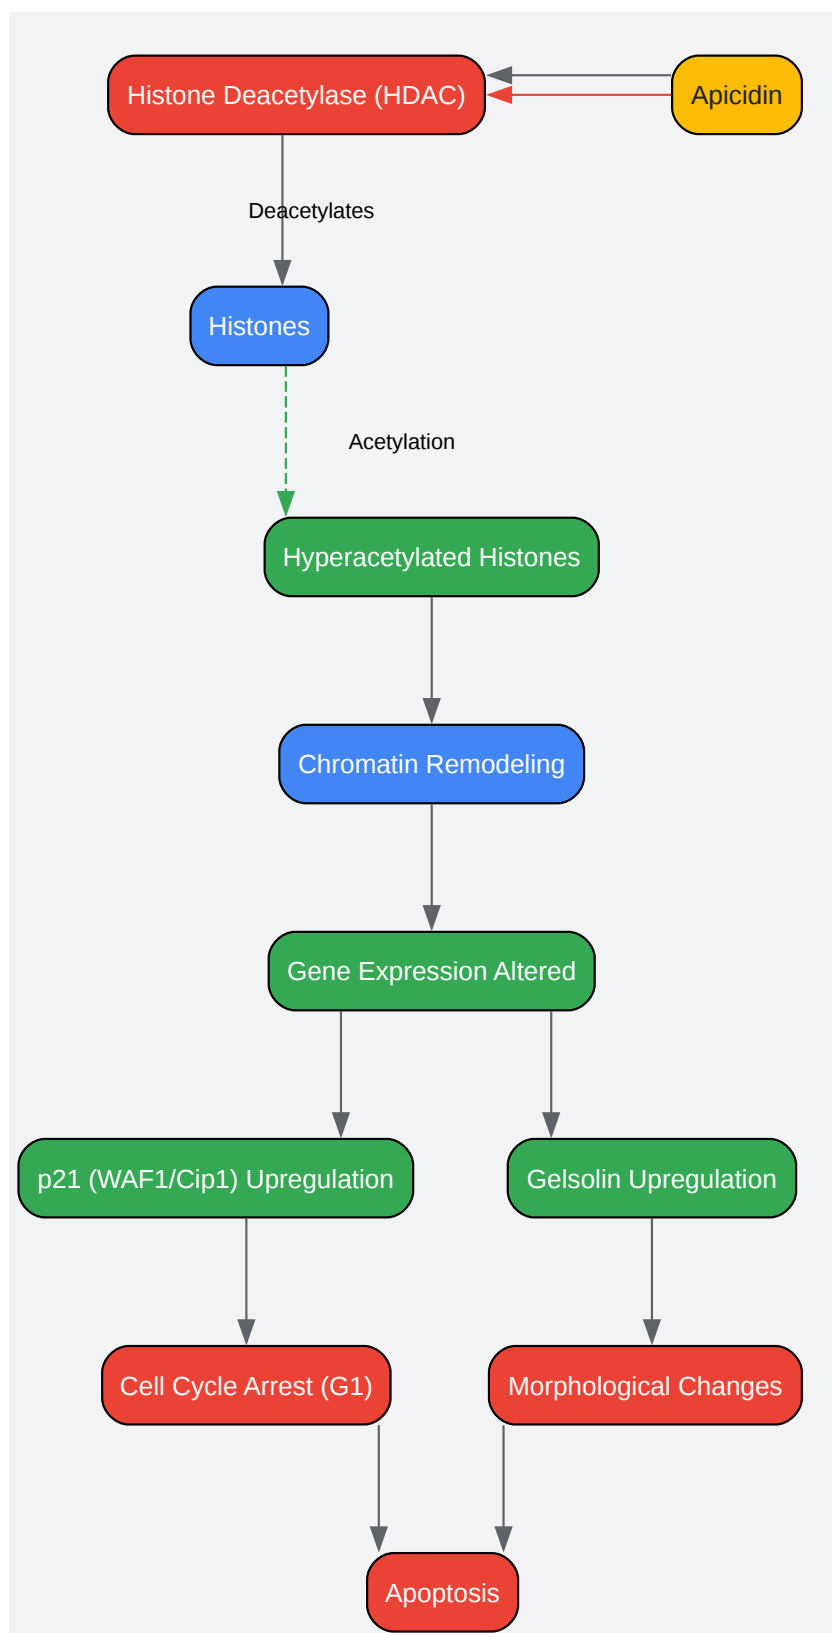 Histone Deacetylase (HDAC)
Apicidin
Deacetylates
Histones
Acetylation
Hyperacetylated Histones
Chromatin Remodeling
Gene Expression Altered
p21 (WAF1/Cip1) Upregulation
Gelsolin Upregulation
Cell Cycle Arrest (G1)
Morphological Changes
Apoptosis